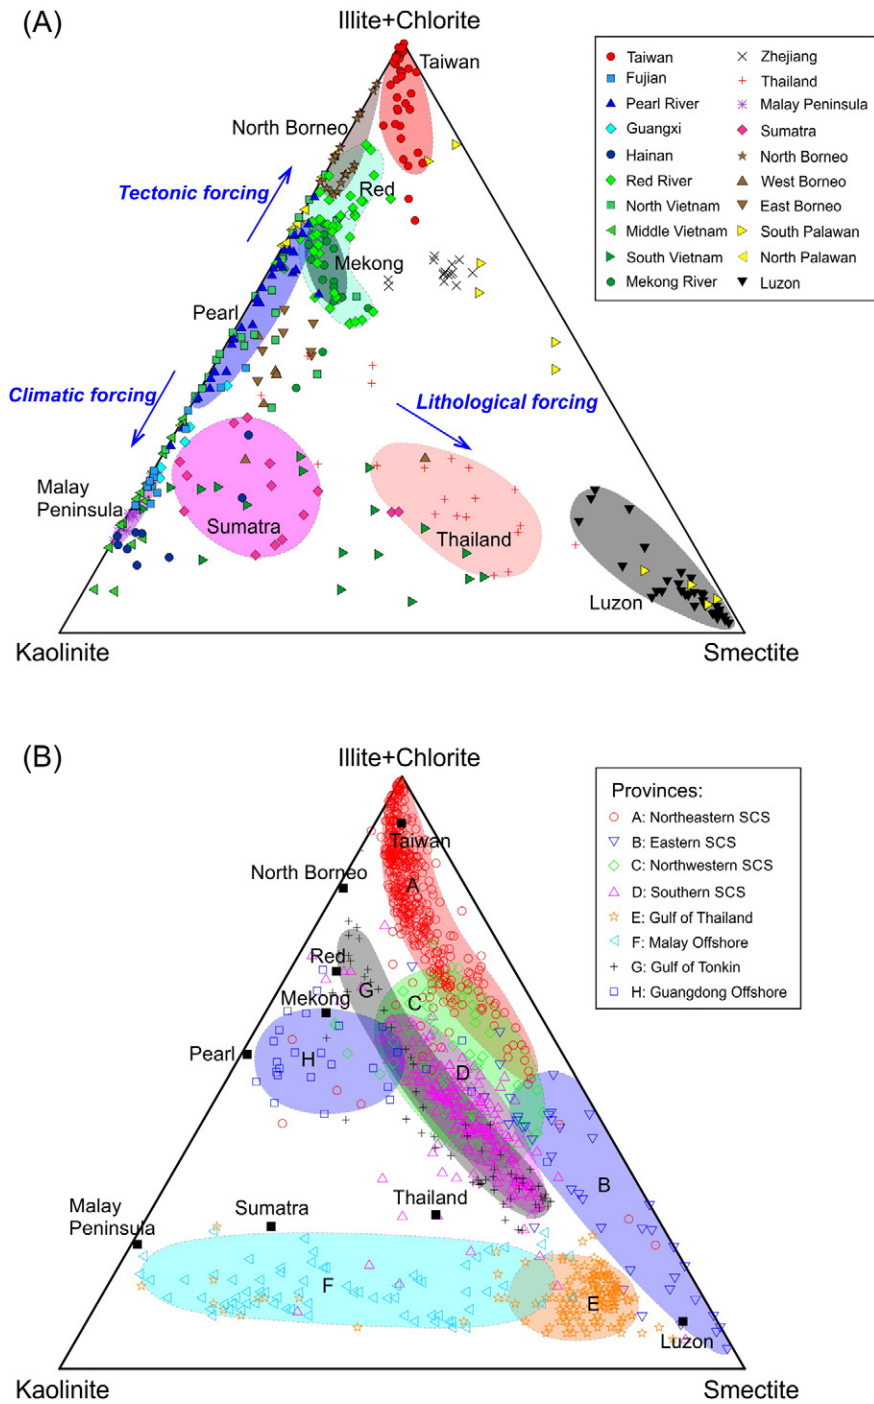 (A)
Illite+Chlorite
Taiwan
North Borneo
Tectonic forcing
Red
Mekong
Pearl
Climatic forcing
Lithological forcing
Malay
Peninsula
Sumatra
Thailand
Luzon
Kaolinite
Smectite
Taiwan
Fujian
Pearl River
Guangxi
Hainan
Red River
North Vietnam
Middle Vietnam
South Vietnam
Mekong River
Zhejiang
Thailand
Malay Peninsula
Sumatra
North Borneo
West Borneo
East Borneo
South Palawan
North Palawan
Luzon
(B)
Illite+Chlorite
Taiwan
North Borneo
A
Red
G
C
Mekong
Pearl
H
D
B
Malay
Peninsula
Sumatra
Thailand
F
E
Luzon
Kaolinite
Smectite
Provinces:
A: Northeastern SCS
B: Eastern SCS
C: Northwestern SCS
D: Southern SCS
E: Gulf of Thailand
F: Malay Offshore
G: Gulf of Tonkin
H: Guangdong Offshore